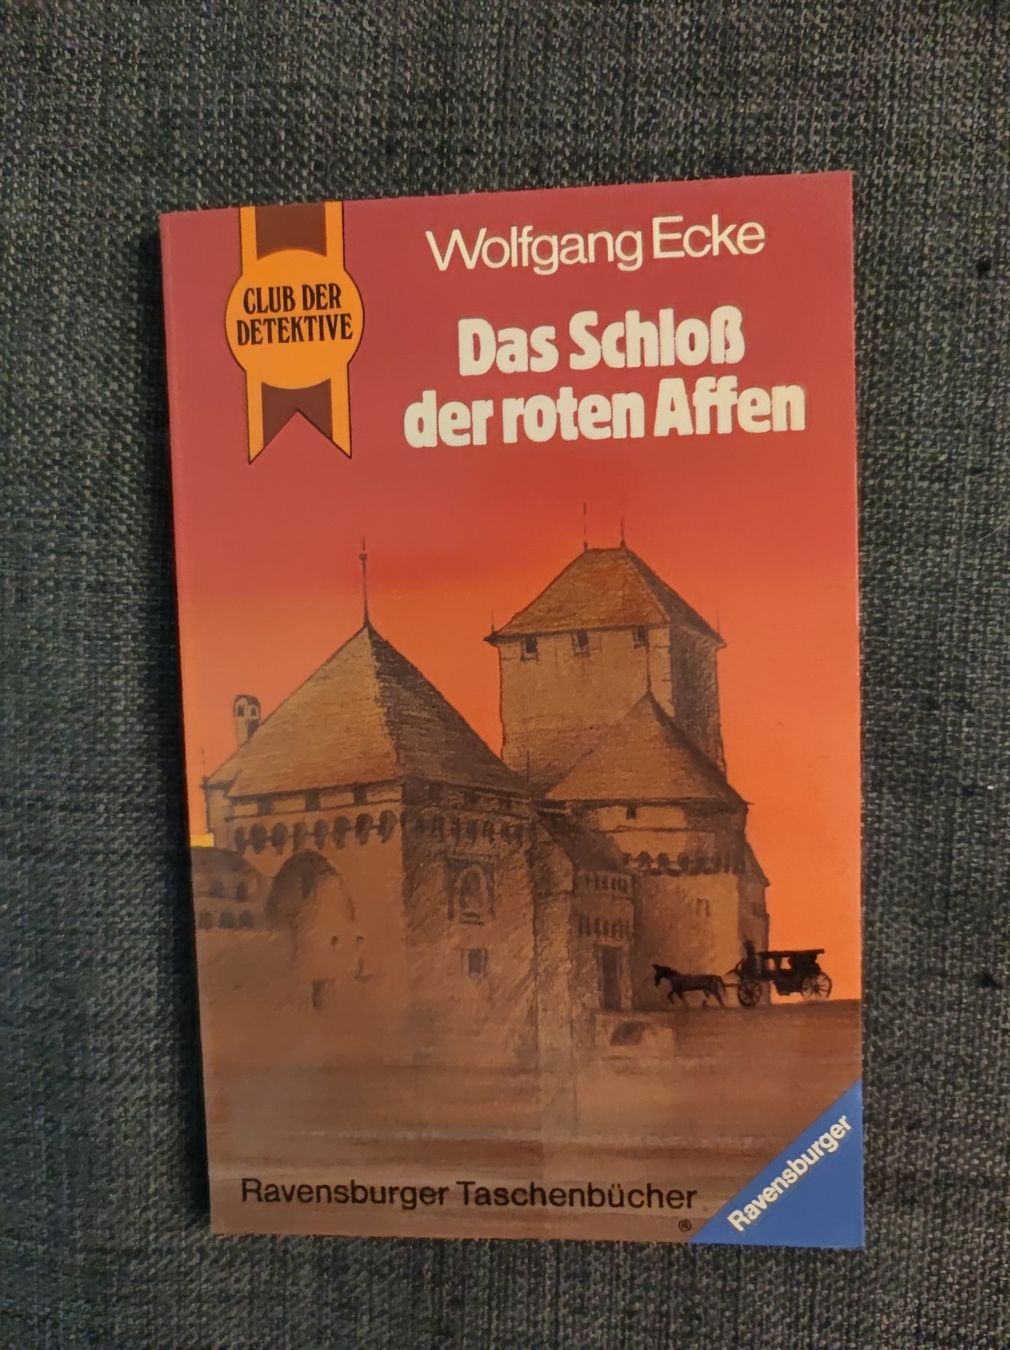 Wolfgang Ecke
CLUB DER
DETEKTIVE
Das Schloß
der roten Affen
Ravensburger Taschenbücher
®
Ravensburger